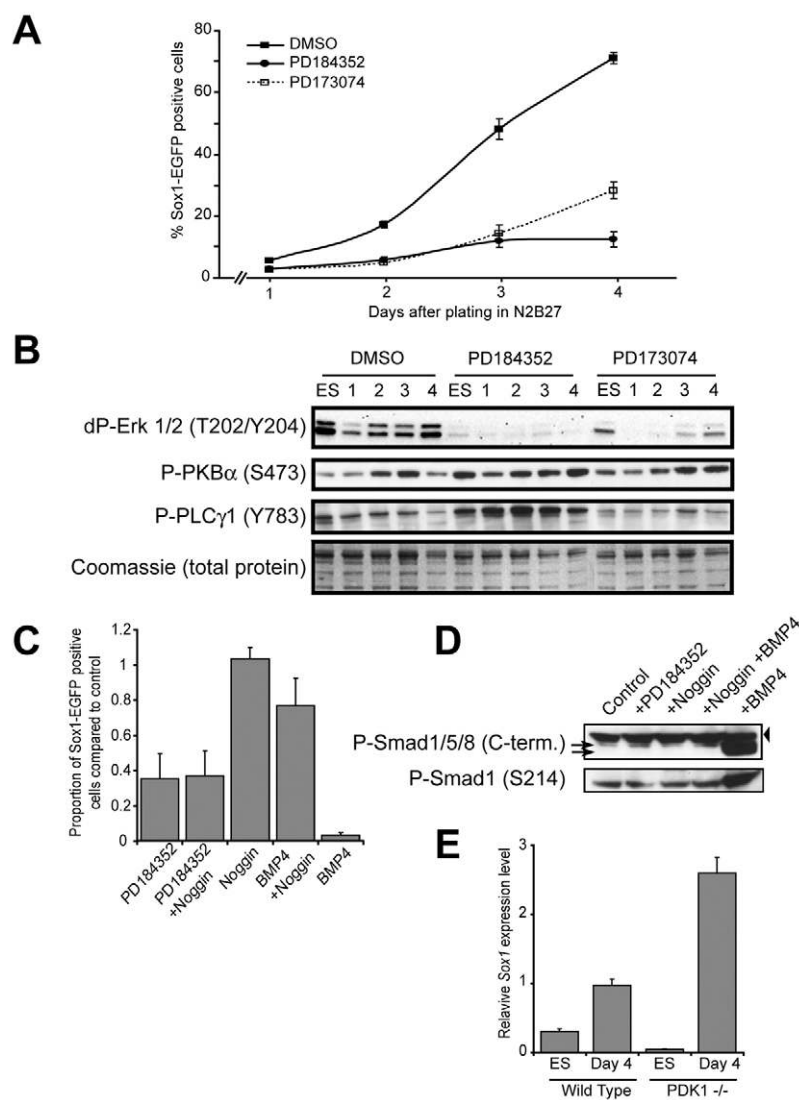 A
80
60
40
20
0
% Sox1-EGFP positive cells
DMSO
PD184352
PD173074
1 2 3 4
Days after plating in N2B27
B
DMSO PD184352 PD173074
ES 1 2 3 4 ES 1 2 3 4 ES 1 2 3 4
dP-Erk 1/2 (T202/Y204)
P-PKBα (S473)
P-PLCγ1 (Y783)
Coomassie (total protein)
C
1.2
1
0.8
0.6
0.4
0.2
0
Proportion of Sox1-EGFP positive
cells compared to control
PD184352
PD184352
+Noggin
Noggin
BMP4
+Noggin
BMP4
D
Control
+PD184352
+Noggin
+Noggin +BMP4
+BMP4
P-Smad1/5/8 (C-term.)
P-Smad1 (S214)
E
3
2
1
0
Relavive Sox1 expression level
ES Day 4 ES Day 4
Wild Type PDK1 -/-